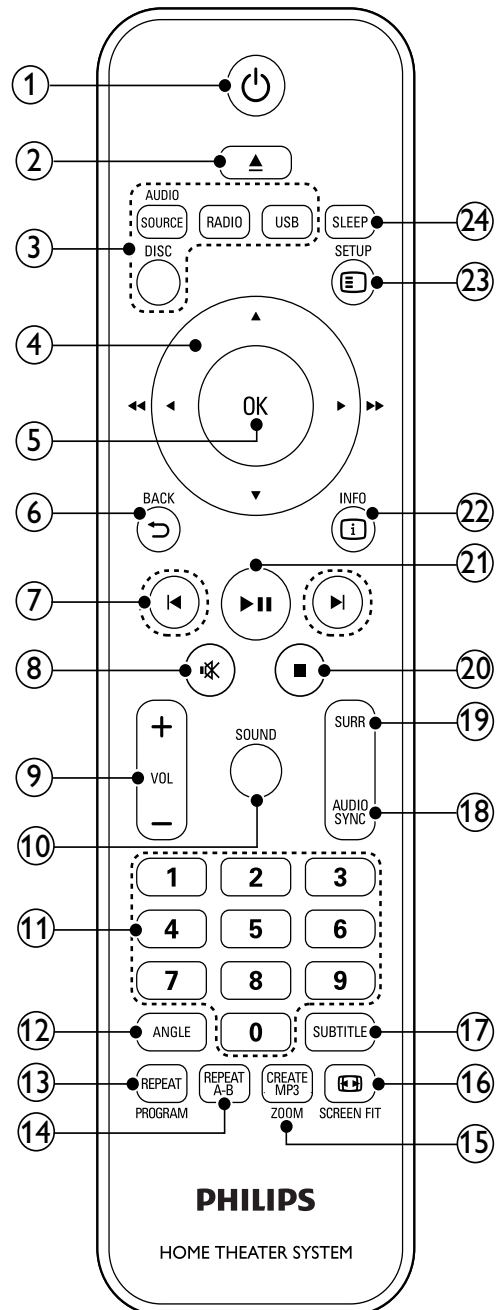 1
2
AUDIO
SOURCE RADIO USB SLEEP 24
3 DISC SETUP 23
4
OK
5
BACK INFO
6 i 22
21
7
8 20
+ SURR 19
SOUND
9 VOL
AUDIO
SYNC 18
−
10
1 2 3
11 4 5 6
7 8 9
12 ANGLE 0 SUBTITLE 17
13 REPEAT REPEAT
A-B CREATE
MP3 16
PROGRAM 14 ZOOM SCREEN FIT
15
PHILIPS
HOME THEATER SYSTEM